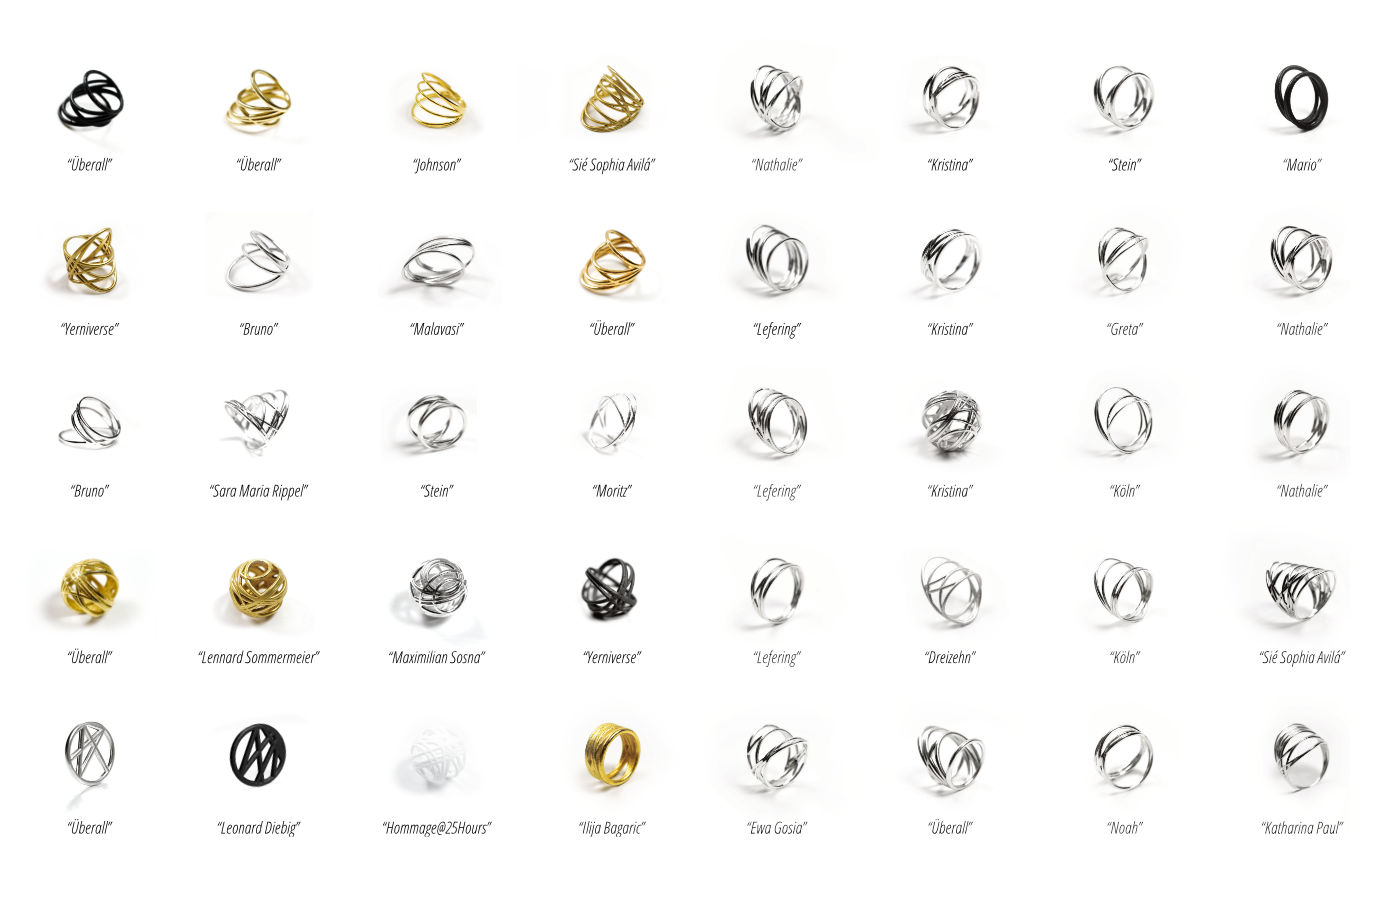 “Überall”
“Überall”
“Johnson”
“Sié Sophia Avilá”
“Nathalie”
“Kristina”
“Stein”
“Mario”
“Yerniverse”
“Bruno”
“Malavasi”
“Überall”
“Lefering”
“Kristina”
“Greta”
“Nathalie”
“Bruno”
“Sara Maria Rippel”
“Stein”
“Moritz”
“Lefering”
“Kristina”
“Köln”
“Nathalie”
“Überall”
“Lennard Sommermeier”
“Maximilian Sosna”
“Yerniverse”
“Lefering”
“Dreizehn”
“Köln”
“Sié Sophia Avilá”
“Überall”
“Leonard Diebig”
“Hommage@25Hours”
“Ilija Bagaric”
“Ewa Gosia”
“Überall”
“Noah”
“Katharina Paul”